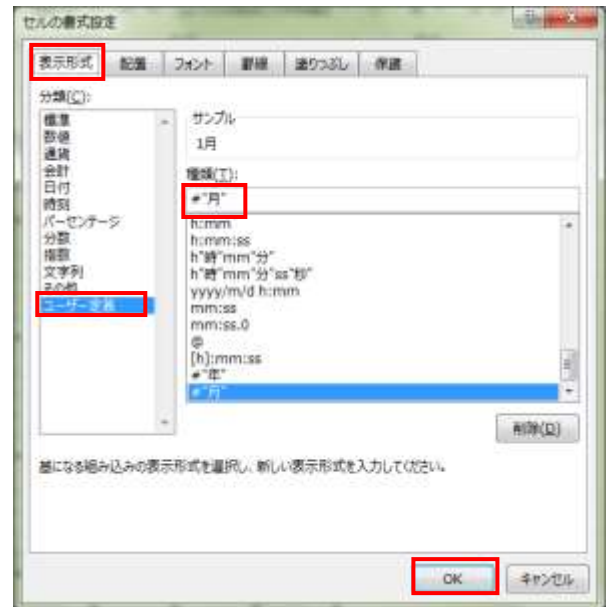 セルの書式設定
表示形式 配置 フォント 罫線 塗りつぶし 保護
分類(C):
標準
数値
通貨
会計
日付
時刻
パーセンテージ
分数
指数
文字列
その他
ユーザー定義
サンプル
1月
種類(T):
#"月"
h:mm
h:mm:ss
h"時"mm"分"
h"時"mm"分"ss"秒"
yyyy/m/d h:mm
mm:ss
mm:ss.0
@
[h]:mm:ss
#"年"
#"月"
削除(D)
基になる組み込みの表示形式を選択し、新しい表示形式を入力してください。
OK キャンセル